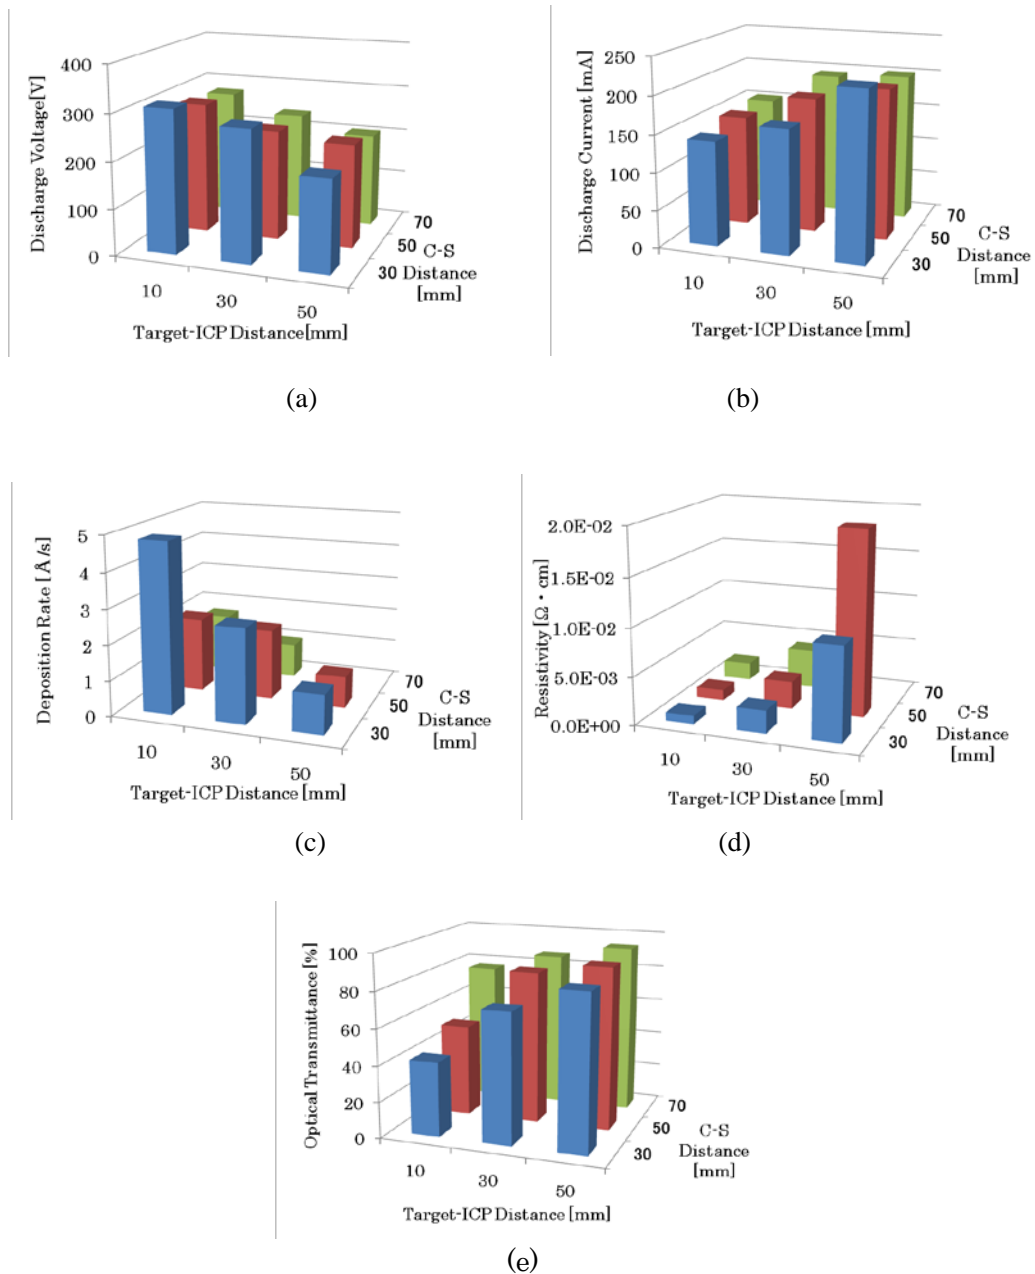 400
300
200
100
0
Discharge Voltage[V]
10
30
50
Target-ICP Distance[mm]
70
50
30
C-S
Distance
[mm]
(a)
250
200
150
100
50
0
Discharge Current [mA]
10
30
50
Target-ICP Distance [mm]
70
50
30
C-S
Distance
[mm]
(b)
5
4
3
2
1
0
Deposition Rate [Å/s]
10
30
50
Target-ICP Distance [mm]
70
50
30
C-S
Distance
[mm]
(c)
2.0E-02
1.5E-02
1.0E-02
5.0E-03
0.0E+00
Resistivity [Ω・cm]
10
30
50
Target-ICP Distance [mm]
70
50
30
C-S
Distance
[mm]
(d)
100
80
60
40
20
0
Optical Transmittance [%]
10
30
50
Target-ICP Distance [mm]
70
50
30
C-S
Distance
[mm]
(e)